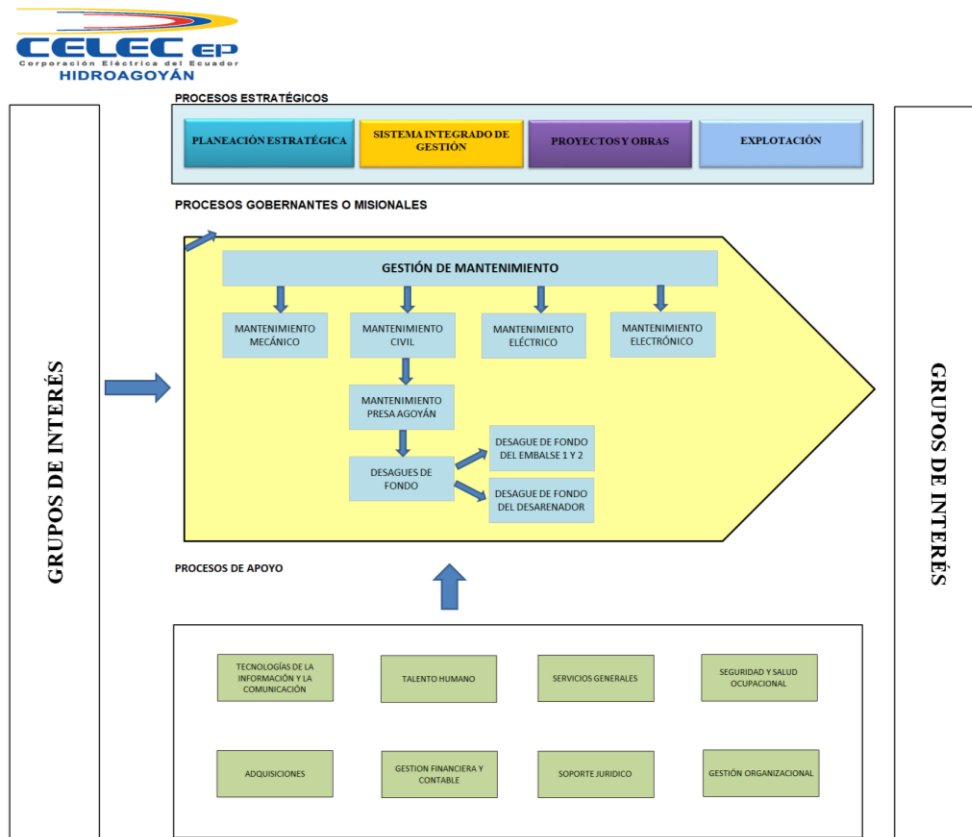 CELEC EP
Corporación Eléctrica del Ecuador
HIDROAGOYÁN
PROCESOS ESTRATÉGICOS
PLANEACIÓN ESTRATÉGICA
SISTEMA INTEGRADO DE
GESTIÓN
PROYECTOS Y OBRAS
EXPLOTACIÓN
PROCESOS GOBERNANTES O MISIONALES
GRUPOS DE INTERÉS
GESTIÓN DE MANTENIMIENTO
MANTENIMIENTO
MECÁNICO
MANTENIMIENTO
CIVIL
MANTENIMIENTO
ELÉCTRICO
MANTENIMIENTO
ELECTRÓNICO
MANTENIMIENTO
PRESA AGOYÁN
DESAGUES DE
FONDO
DESAGUE DE FONDO
DEL EMBALSE 1 Y 2
DESAGUE DE FONDO
DEL DESARENADOR
GRUPOS DE INTERÉS
PROCESOS DE APOYO
TECNOLOGÍAS DE LA
INFORMACIÓN Y LA
COMUNICACIÓN
TALENTO HUMANO
SERVICIOS GENERALES
SEGURIDAD Y SALUD
OCUPACIONAL
ADQUISICIONES
GESTION FINANCIERA Y
CONTABLE
SOPORTE JURIDICO
GESTIÓN ORGANIZACIONAL